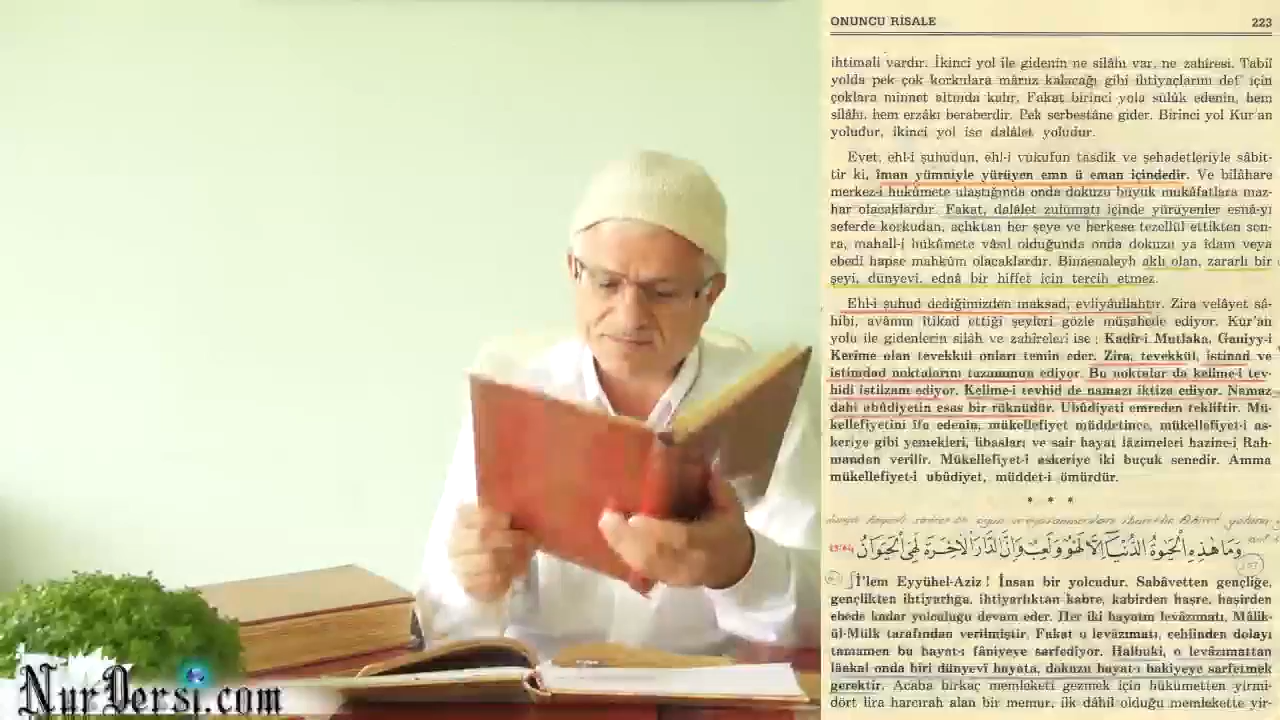 ONUNCU RİSALE 223
ihtimali vardır. İkinci yol ile gidenin ne silâhı var, ne zahîresi. Tabiî
yolda pek çok korkulara mâruz kalacağı gibi ihtiyaçlarını def' için
çoklara minnet altında kalır. Fakat birinci yola sülûk edenin, hem
silâhı, hem erzâkı beraberdir. Pek serbestâne gider. Birinci yol Kur'an
yoludur, ikinci yol ise dalâlet yoludur.
Evet, ehl-i şuhudun, ehl-i vukufun tasdik ve şehadetleriyle sâbit-
tir ki, îman yümniyle yürüyen emn ü eman içindedir. Ve bilâhare
merkez-i hukûmete ulaştığında onda dokuzu büyük mukâfatlara maz-
har olacaklardır. Fakat, dalâlet zulumatı içinde yürüyenler esnâ-yı
seferde korkudan, açlıktan her şeye ve herkese tezellül ettikten son-
ra, mahall-i hükûmete vâsıl olduğunda onda dokuzu ya îdam veya
ebedî hapse mahkûm olacaklardır. Binaenaleyh aklı olan, zararlı bir
şeyi, dünyevî, ednâ bir hiffet için tercih etmez.
Ehl-i şuhud dediğimizden maksad, evliyâullahtır. Zira velâyet sâ-
hibi, avâmın îtikad ettiği şeyleri gözle müşahede ediyor. Kur'an
yolu ile gidenlerin silâh ve zahîreleri ise : Kadîr-i Mutlaka, Ganiyy-i
Kerîme olan tevekkül onları temin eder. Zira, tevekkül, istinad ve
istimdad noktalarını tazammun ediyor. Bu noktalar da kelime-i tev-
hidi istilzam ediyor. Kelime-i tevhid de namazı iktiza ediyor. Namaz
dahi ubûdiyetin esas bir rüknüdür. Ubûdiyeti emreden tekliftir. Mü-
kellefiyetini îfa edenin, mükellefiyet müddetince, mükellefiyet-i as-
keriye gibi yemekleri, libasları ve sair hayat lâzimeleri hazine-i Rah-
mandan verilir. Mükellefiyet-i askeriye iki buçuk senedir. Amma
mükellefiyet-i ubûdiyet, müddet-i ömürdür.
* * *
وَمَا هٰذِهِ الْحَيٰوةُ الدُّنْيَا اِلَّا لَهْوٌ وَلَعِبٌ وَاِنَّ الدَّارَ الْاٰخِرَةَ لَهِىَ الْحَيَوَانُ
İ'lem Eyyühel-Aziz ! İnsan bir yolcudur. Sabâvetten gençliğe,
gençlikten ihtiyarlığa, ihtiyarlıktan kabre, kabirden haşre, haşirden
ebede kadar yolculuğu devam eder. Her iki hayatın levâzımatı, Mâlik-
ül-Mülk tarafından verilmiştir. Fakat o levâzımatı, cehlinden dolayı
tamamen bu hayat-ı fâniyeye sarfediyor. Halbuki, o levâzımattan
lâakal onda biri dünyevî hayata, dokuzu hayat-ı bakiyeye sarfetmek
gerektir. Acaba birkaç memleketi gezmek için hükûmetten yirmi-
dört lira harcırah alan bir memur, ilk dâhil olduğu memlekette yir-
NurDersi.com